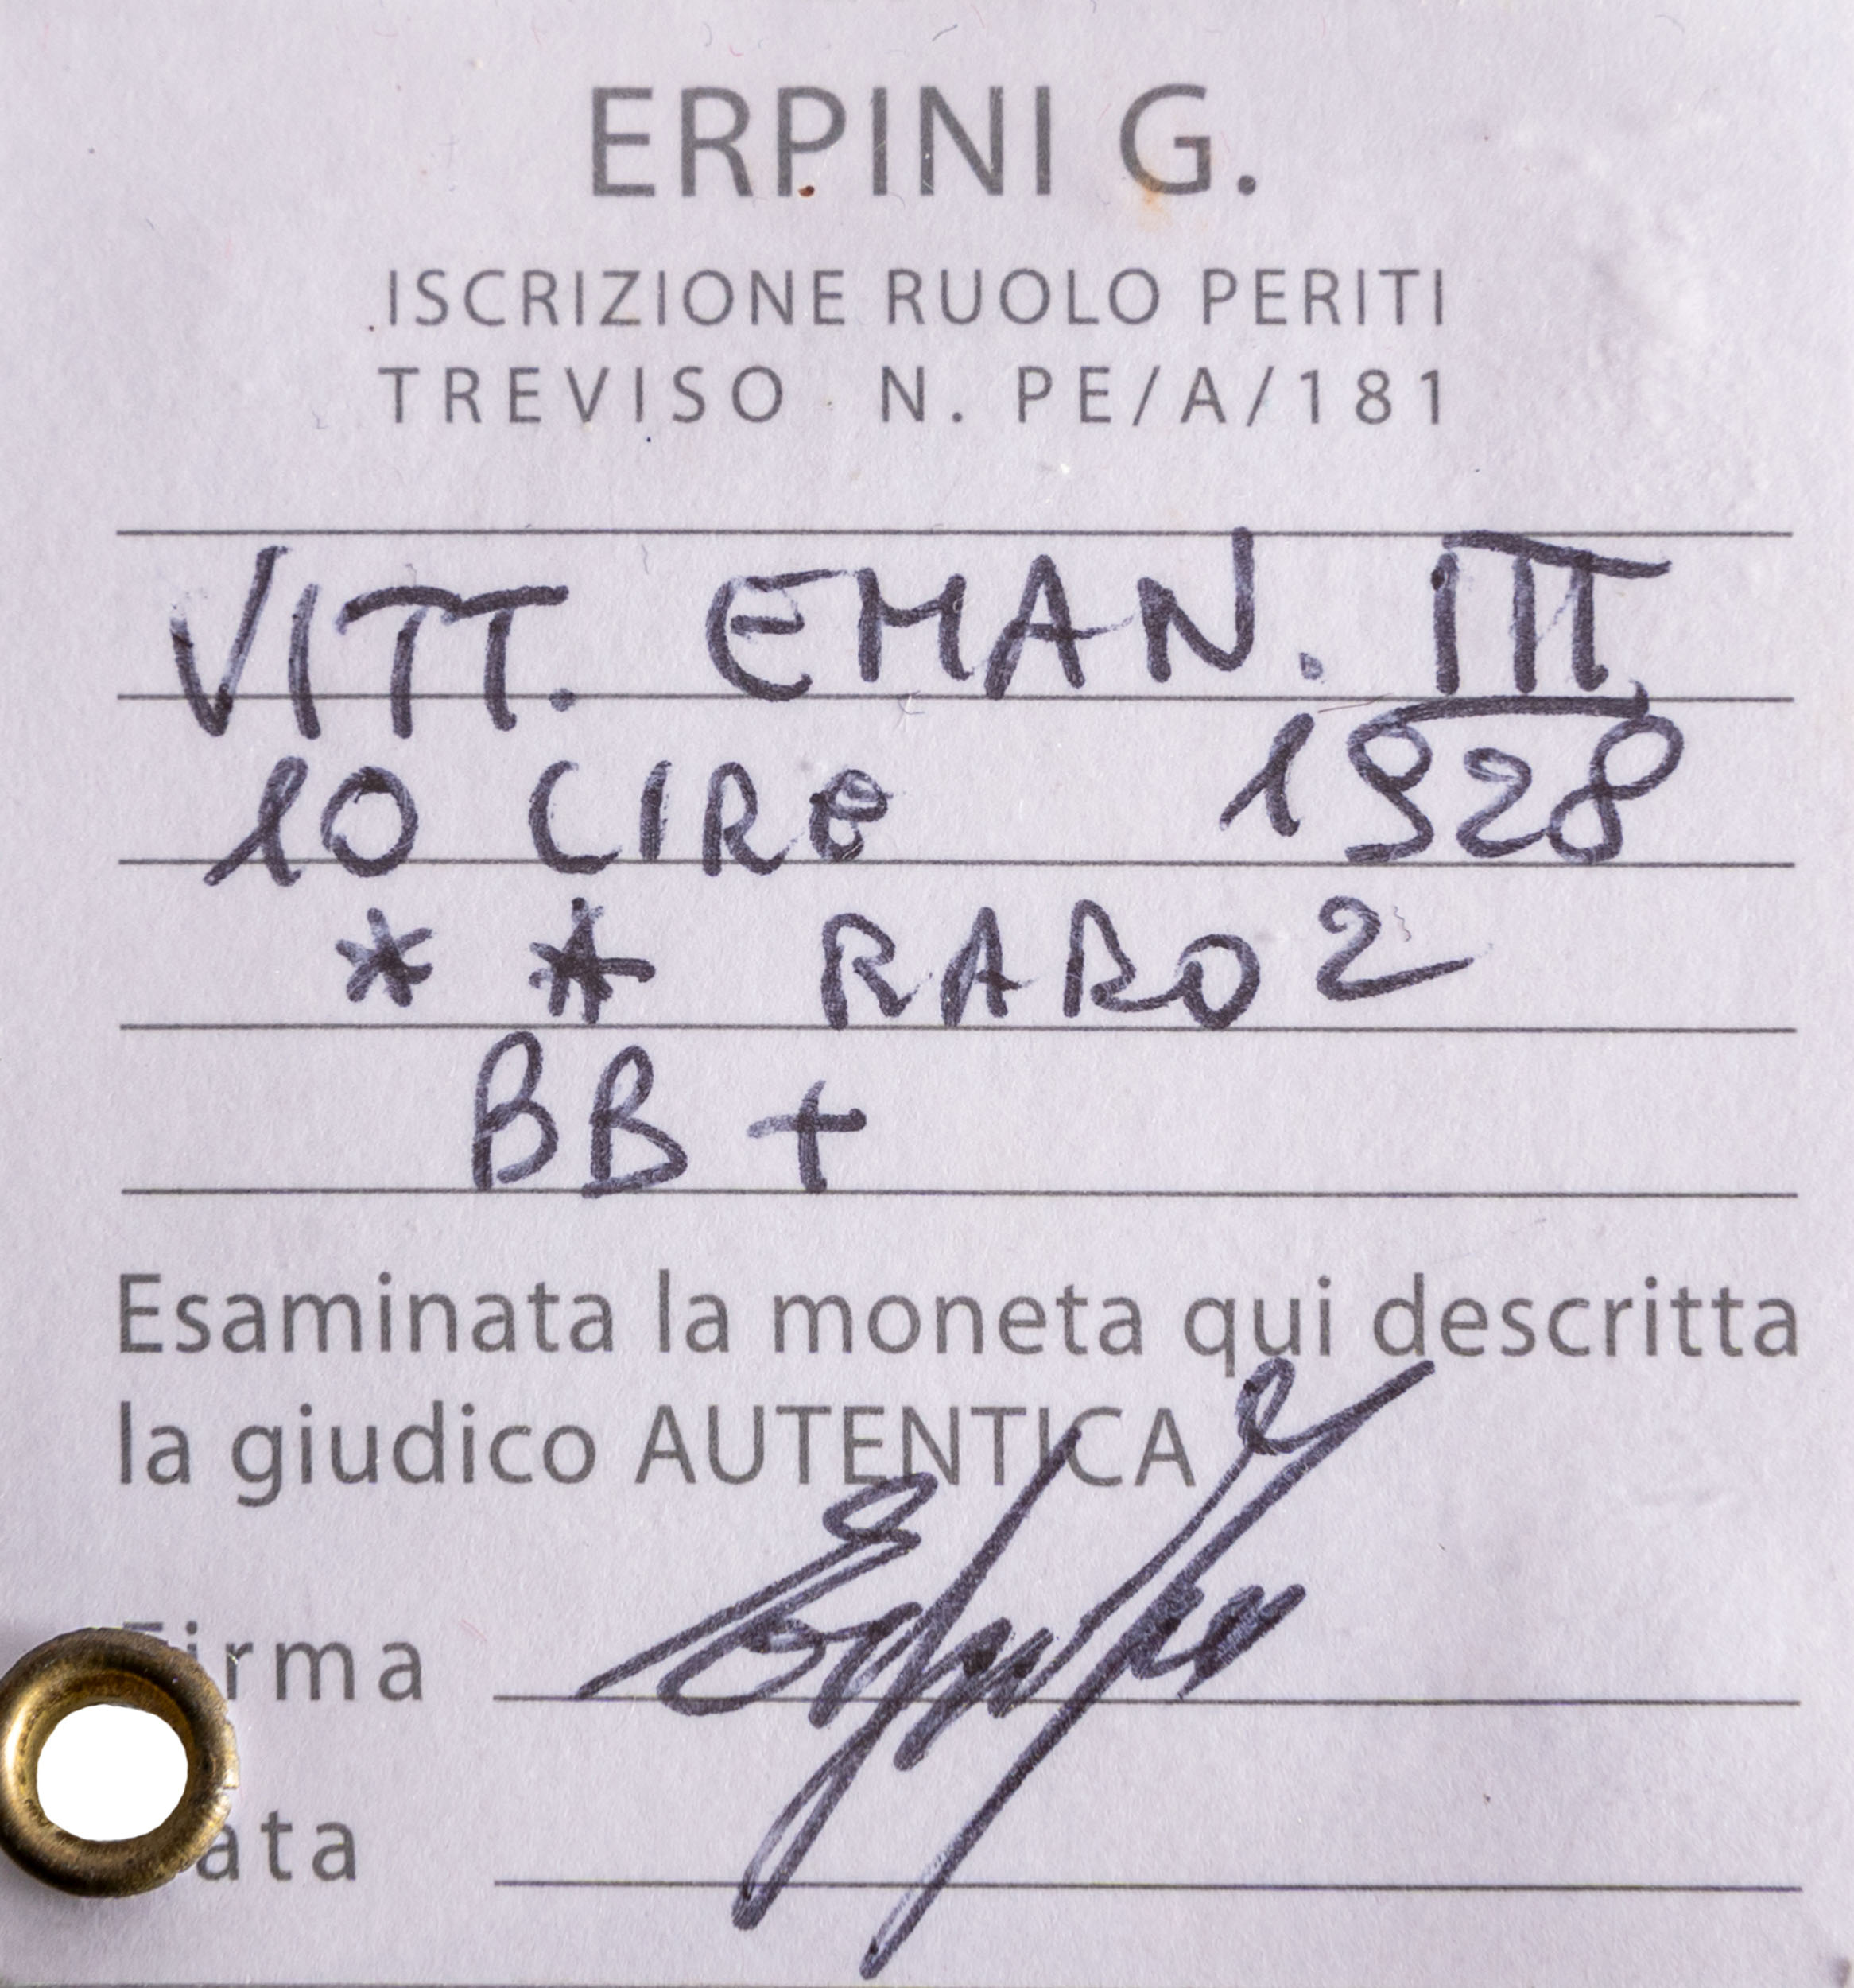 ERPINI G.
ISCRIZIONE RUOLO PERITI
TREVISO N. PE/A/181
VITT. EMAN. III
10 LIRE 1928
* * RARO 2
BB +
Esaminata la moneta qui descritta
la giudico AUTENTICA
Firma
ata